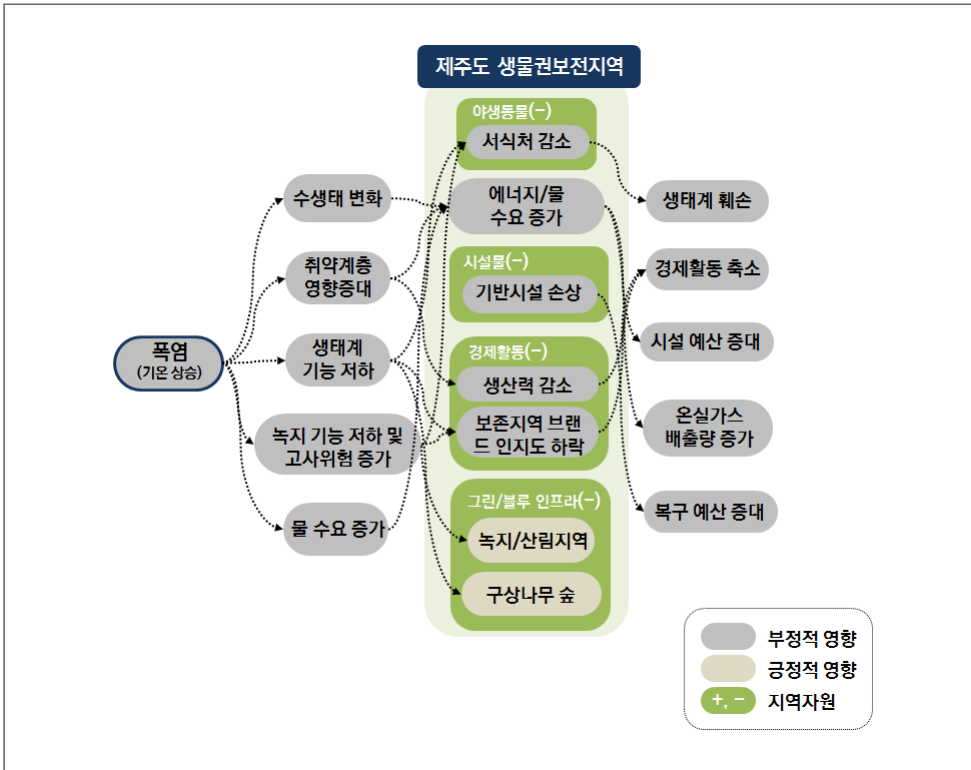 제주도 생물권보전지역
야생동물(-)
서식처 감소
에너지/물
수요 증가
시설물(-)
기반시설 손상
경제활동(-)
생산력 감소
보존지역 브랜
드 인지도 하락
그린/블루 인프라(-)
녹지/산림지역
구상나무 숲
수생태 변화
취약계층
영향증대
생태계
기능 저하
녹지 기능 저하 및
고사위험 증가
물 수요 증가
폭염
(기온 상승)
생태계 훼손
경제활동 축소
시설 예산 증대
온실가스
배출량 증가
복구 예산 증대
부정적 영향
긍정적 영향
+, - 지역자원